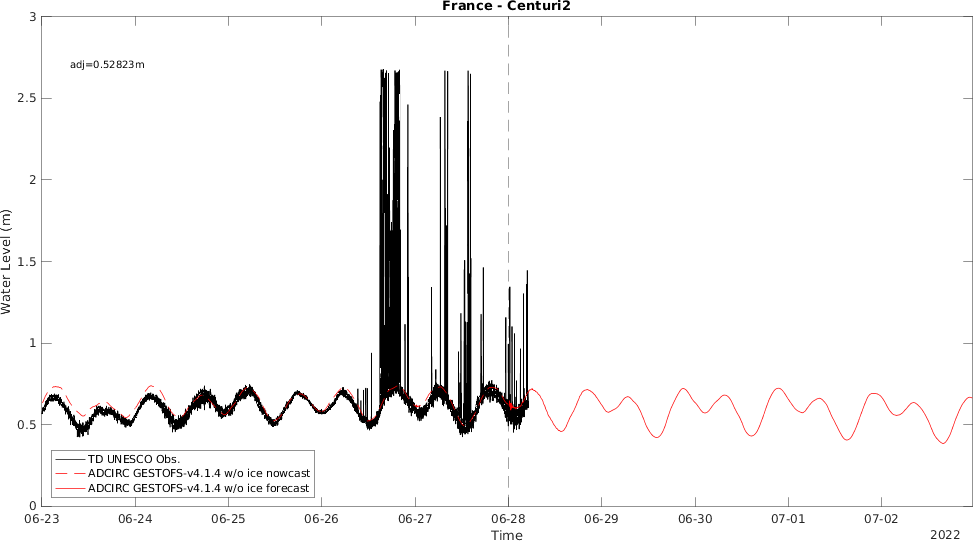 France - Centuri2
adj=0.52823m
Water Level (m)
3
2.5
2
1.5
1
0.5
0
TD UNESCO Obs.
ADCIRC GESTOFS-v4.1.4 w/o ice nowcast
ADCIRC GESTOFS-v4.1.4 w/o ice forecast
06-23 06-24 06-25 06-26 06-27 06-28 06-29 06-30 07-01 07-02
Time
2022